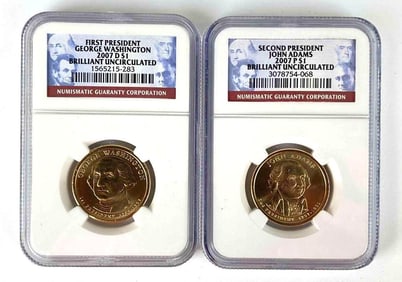 FIRST PRESIDENT
GEORGE WASHINGTON
2007 D $1
BRILLIANT UNCIRCULATED
1565215-283
NUMISMATIC GUARANTY CORPORATION
GEORGE WASHINGTON
SECOND PRESIDENT
JOHN ADAMS
2007 P $1
BRILLIANT UNCIRCULATED
3078754-068
NUMISMATIC GUARANTY CORPORATION
JOHN ADAMS